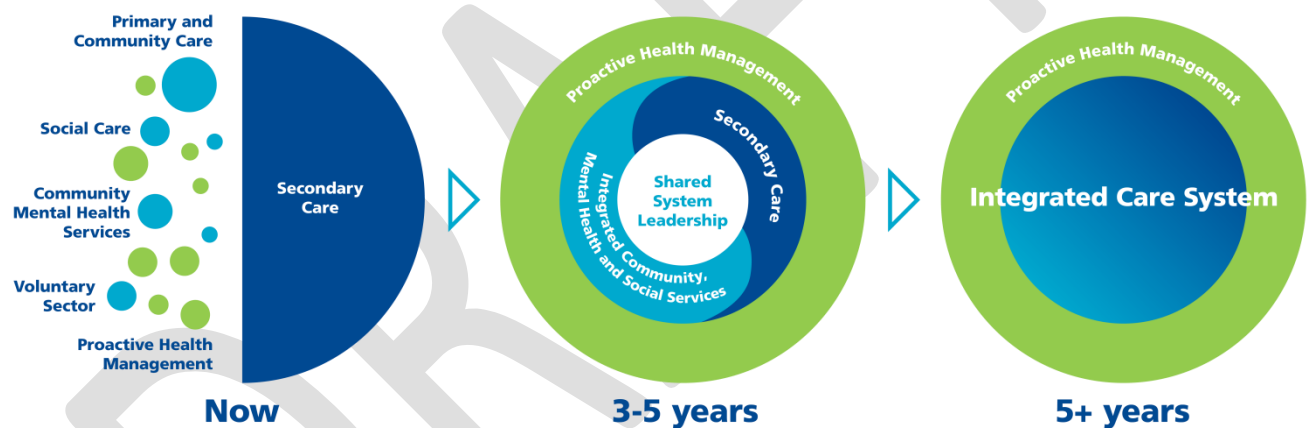 Primary and
Community Care
Social Care
Community
Mental Health
Services
Voluntary
Sector
Proactive Health
Management
Secondary
Care
Now
Proactive Health Management
Secondary Care
Integrated Community,
Mental Health and Social Services
Shared
System
Leadership
3-5 years
Proactive Health Management
Integrated Care System
5+ years
DRAFT